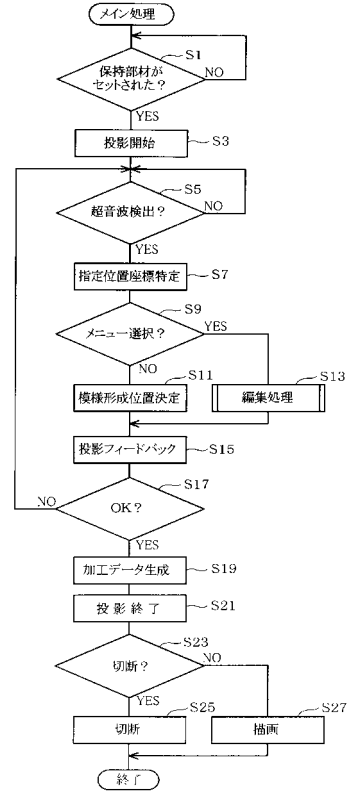 メイン処理
S1
保持部材が
セットされた?
NO
YES
投影開始
S3
S5
超音波検出?
NO
YES
指定位置座標特定
S7
S9
メニュー選択?
YES
NO
S11
模様形成位置決定
S13
編集処理
投影フィードバック
S15
S17
NO
OK?
YES
加工データ生成
S19
投影終了
S21
S23
切断?
NO
YES
S25
切断
S27
描画
終了